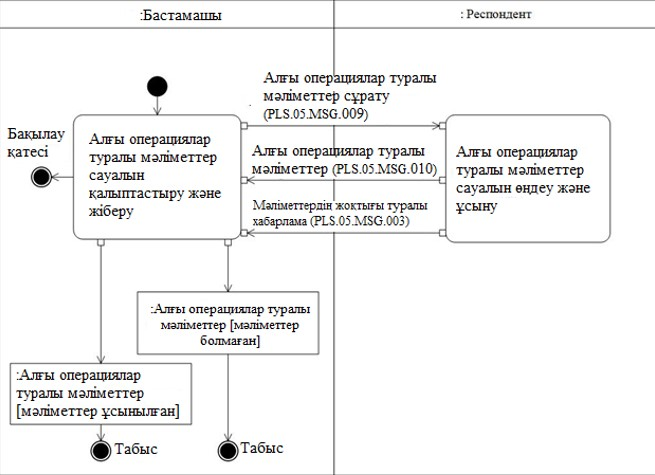 :Бастамашы
: Респондент
Алғы операциялар туралы
мәліметтер сұрату
(PLS.05.MSG.009)
Бақылау
қатесі
Алғы операциялар
туралы мәліметтер
сауалын
қалыптастыру және
жіберу
Алғы операциялар туралы
мәліметтер (PLS.05.MSG.010)
Алғы операциялар
туралы мәліметтер
сауалын өңдеу және
ұсыну
Мәліметтердің жоқтығы туралы
хабарлама (PLS.05.MSG.003)
:Алғы операциялар туралы
мәліметтер [мәліметтер
болмаған]
:Алғы операциялар
туралы мәліметтер
[мәліметтер ұсынылған]
Табыс
Табыс